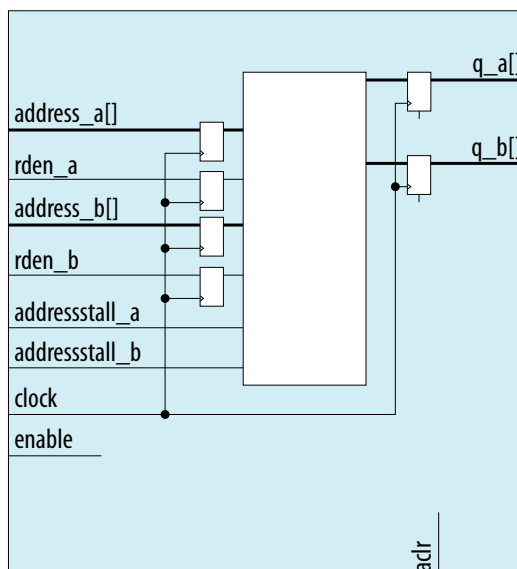 q_a[]
address_a[]
q_b[]
rden_a
address_b[]
rden_b
addressstall_a
addressstall_b
clock
enable
aclr